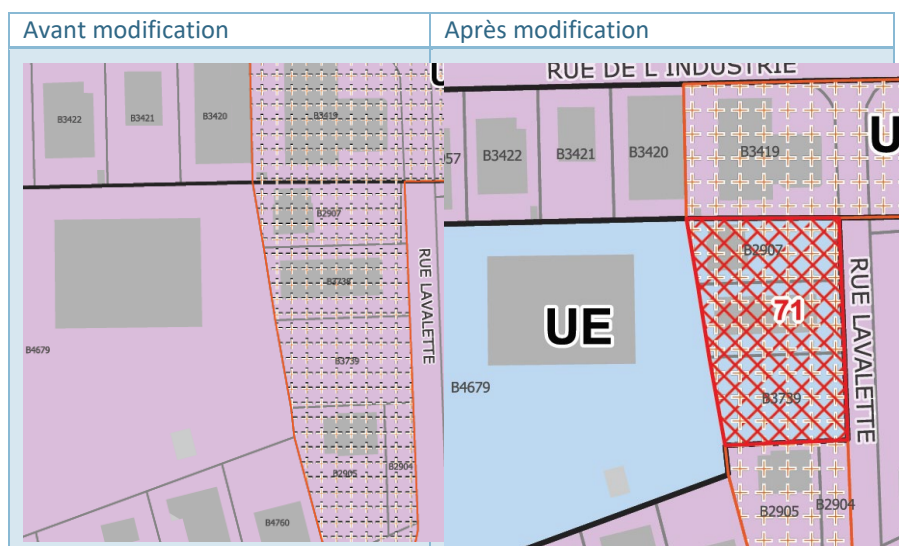 Avant modification
Après modification
B3422
B3421
B3420
B3419
B2907
B3738
B3739
RUE LAVALETTE
B4679
B2905
B2904
B4760
RUE DE L INDUSTRIE
B3422
B3421
B3420
B3419
U
B2907
71
UE
RUE LAVALETTE
B4679
B3739
B2905
B2904